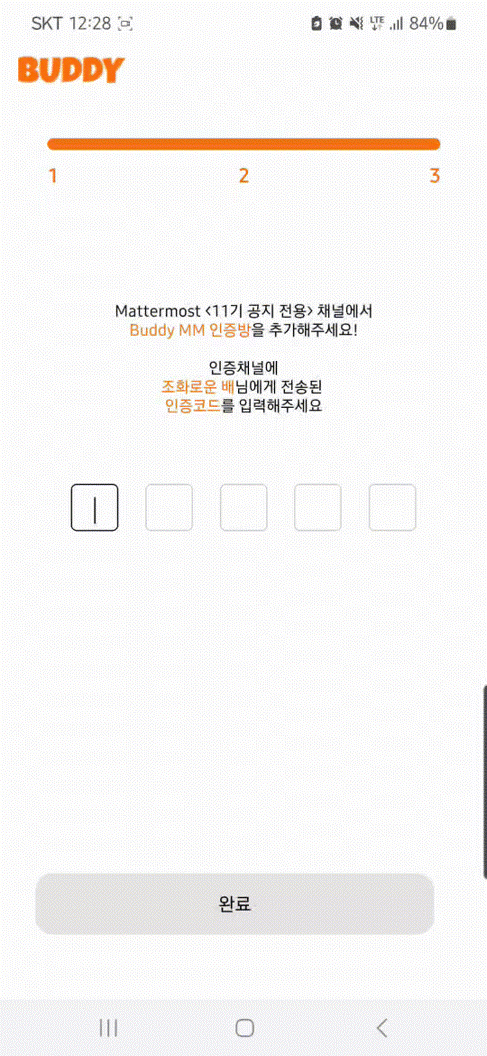 SKT 12:28
LTE 84%
BUDDY
1 2 3
Mattermost <11기 공지 전용> 채널에서
Buddy MM 인증방을 추가해주세요!
인증채널에
조화로운 배님에게 전송된
인증코드를 입력해주세요
완료